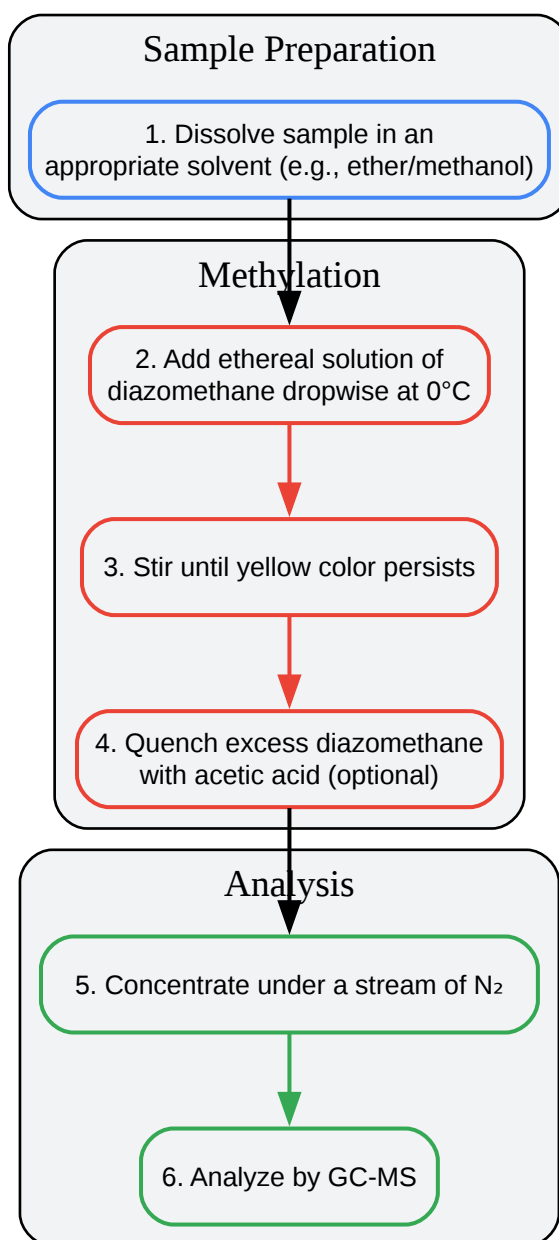 Sample Preparation
1. Dissolve sample in an
appropriate solvent (e.g., ether/methanol)
Methylation
2. Add ethereal solution of
diazomethane dropwise at 0°C
3. Stir until yellow color persists
4. Quench excess diazomethane
with acetic acid (optional)
Analysis
5. Concentrate under a stream of N₂
6. Analyze by GC-MS